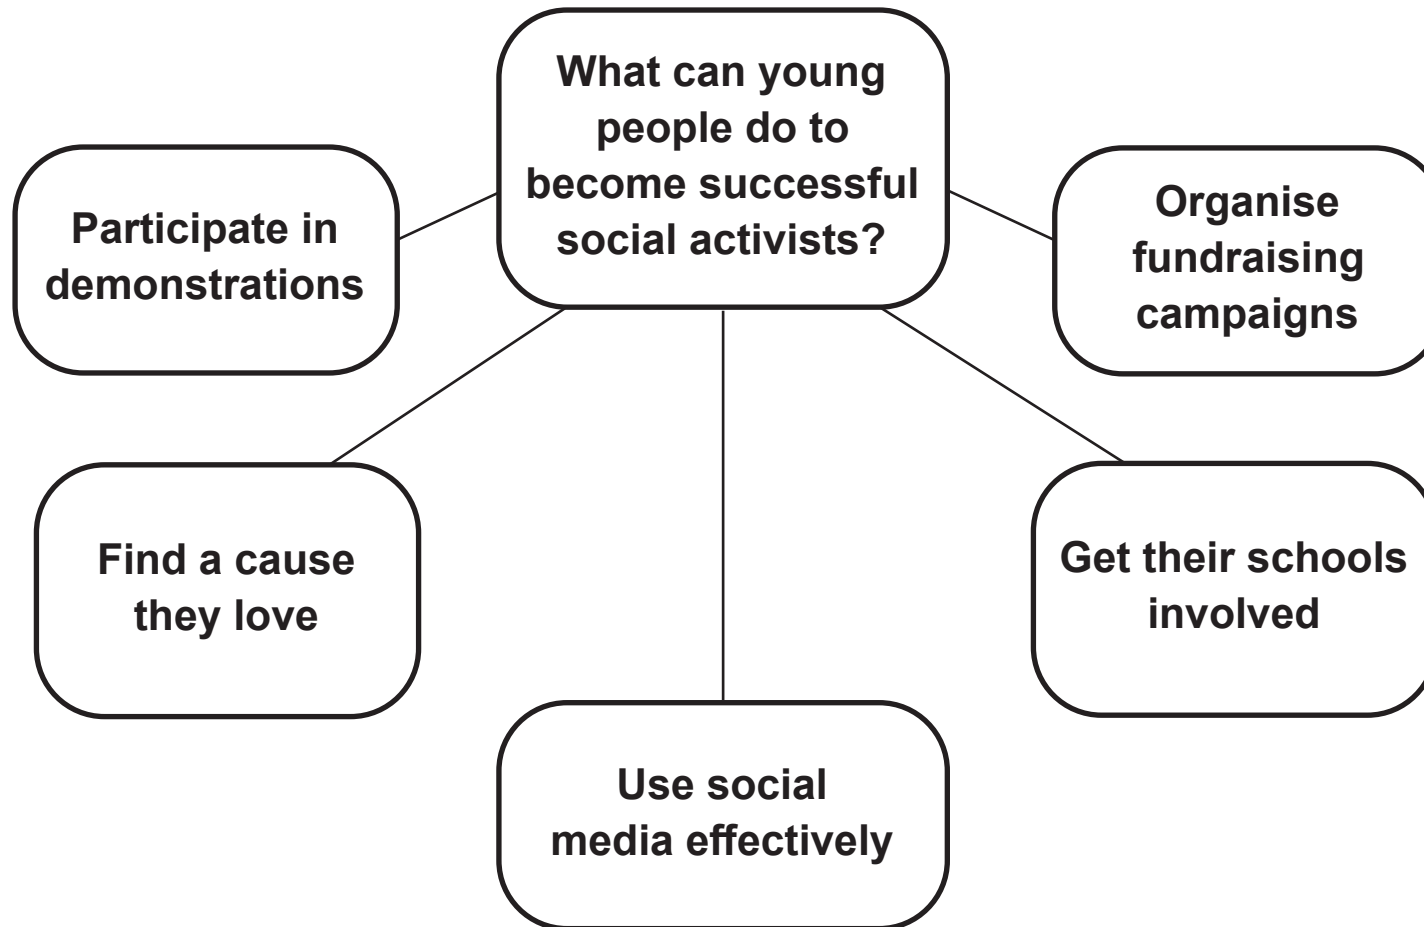 What can young
people do to
become successful
social activists?
Participate in
demonstrations
Organise
fundraising
campaigns
Find a cause
they love
Get their schools
involved
Use social
media effectively